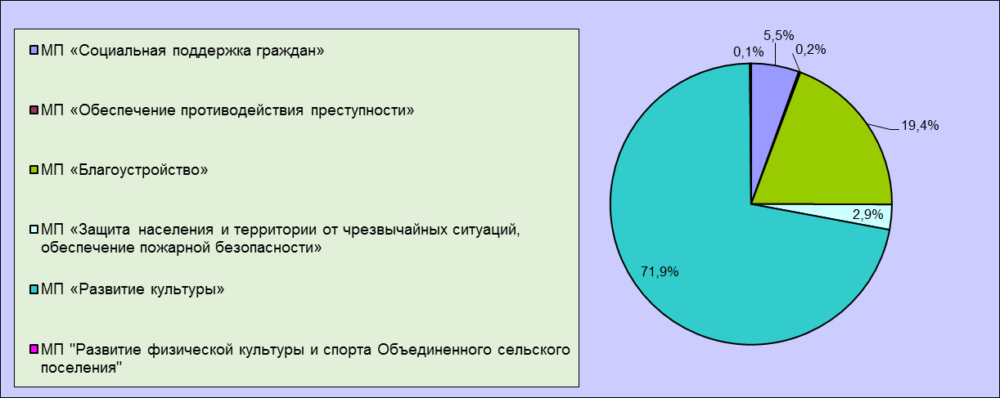 МП «Социальная поддержка граждан»
МП «Обеспечение противодействия преступности»
МП «Благоустройство»
МП «Защита населения и территории от чрезвычайных ситуаций,
обеспечение пожарной безопасности»
МП «Развитие культуры»
МП "Развитие физической культуры и спорта Объединенного сельского
поселения"
5,5%
0,1%
0,2%
19,4%
2,9%
71,9%